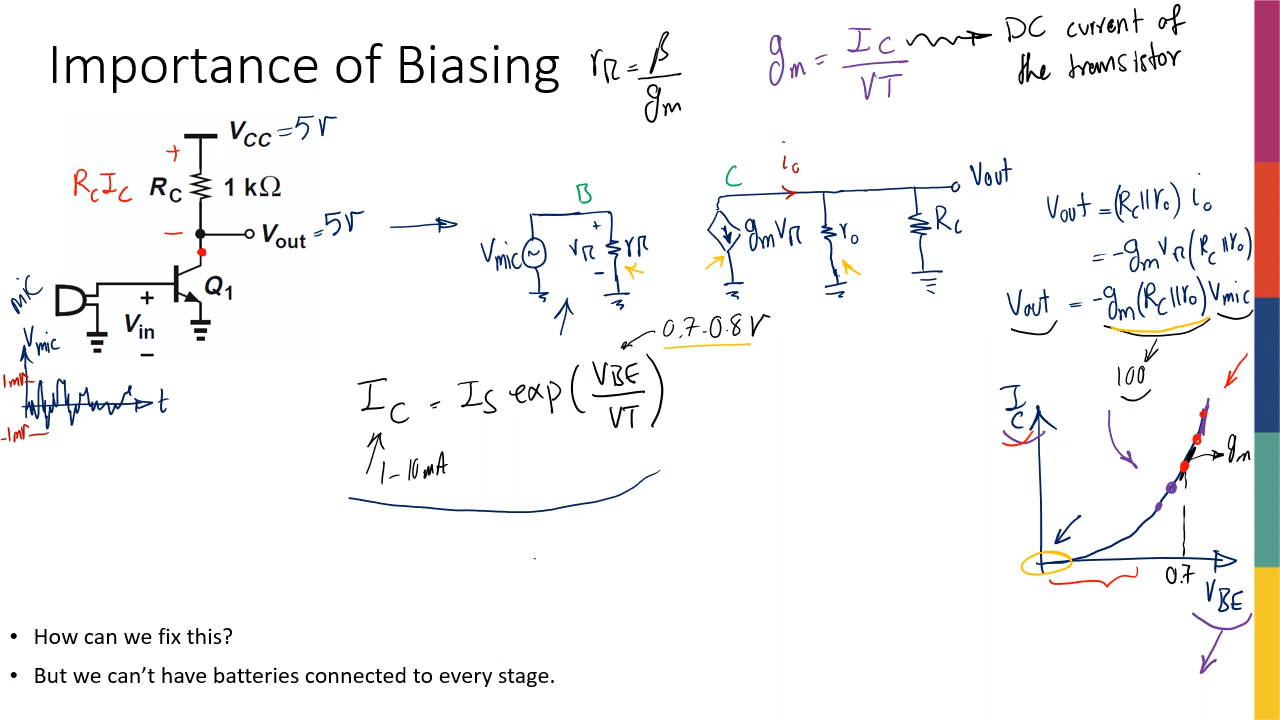 Importance of Biasing
rπ = β / gm
gm = IC / VT
DC current of
the transistor
VCC = 5V
+
RCIC
RC
1 kΩ
−
Vout = 5V
mic
Q1
+
Vin
−
Vmic
1mV
-1mV
t
B
Vmic
+
vπ
−
rπ
C
io
gmVπ
ro
RC
Vout
Vout = (RC||ro) io
= -gmVπ(RC||ro)
Vout = -gm(RC||ro)Vmic
100
0.7-0.8V
IC = IS exp(VBE / VT)
1-10mA
IC
gm
0.7
VBE
• How can we fix this?
• But we can’t have batteries connected to every stage.